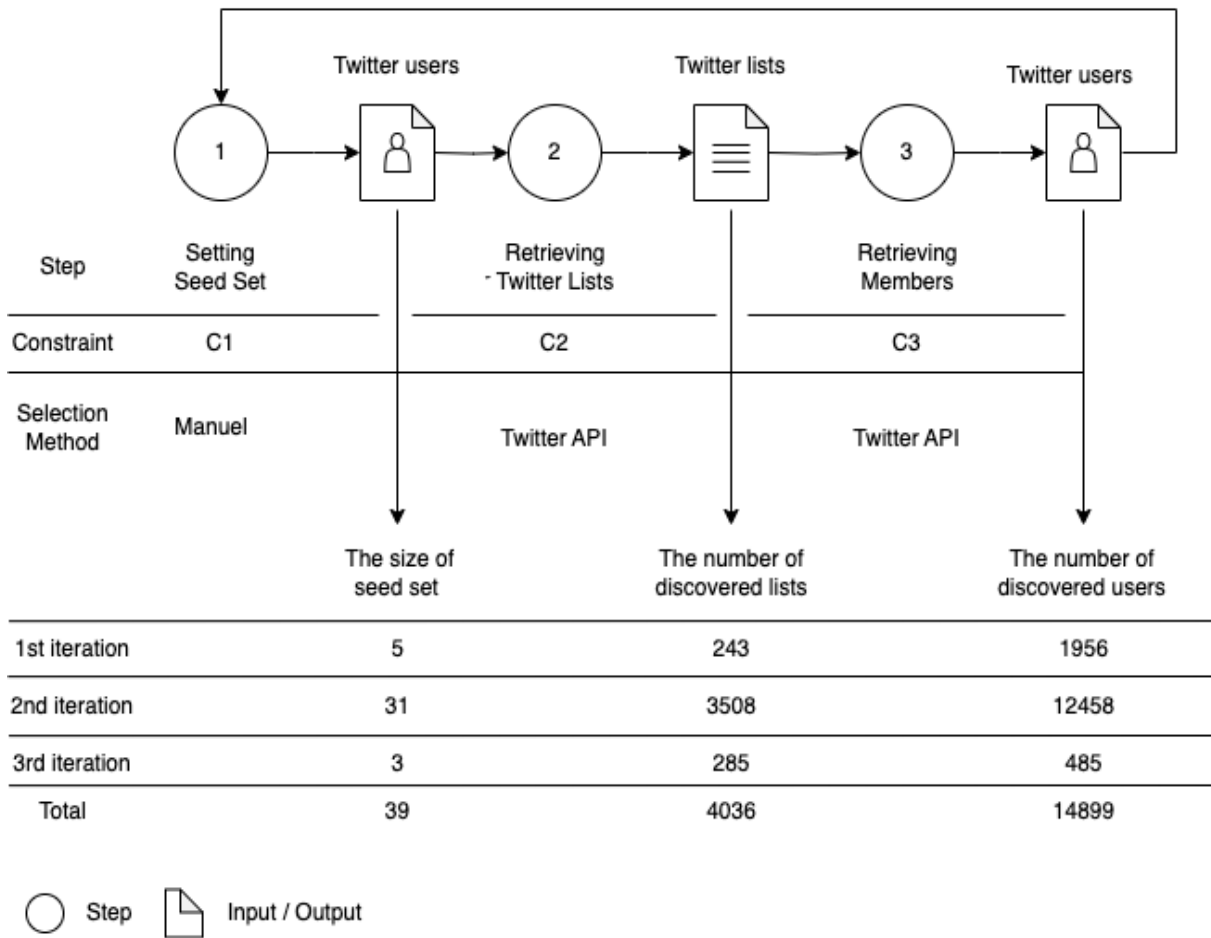 Twitter users
Twitter lists
Twitter users
1
2
3
Step
Setting
Seed Set
Retrieving
Twitter Lists
Retrieving
Members
Constraint
C1
C2
C3
Selection
Method
Manuel
Twitter API
Twitter API
The size of
seed set
The number of
discovered lists
The number of
discovered users
1st iteration
5
243
1956
2nd iteration
31
3508
12458
3rd iteration
3
285
485
Total
39
4036
14899
Step
Input / Output